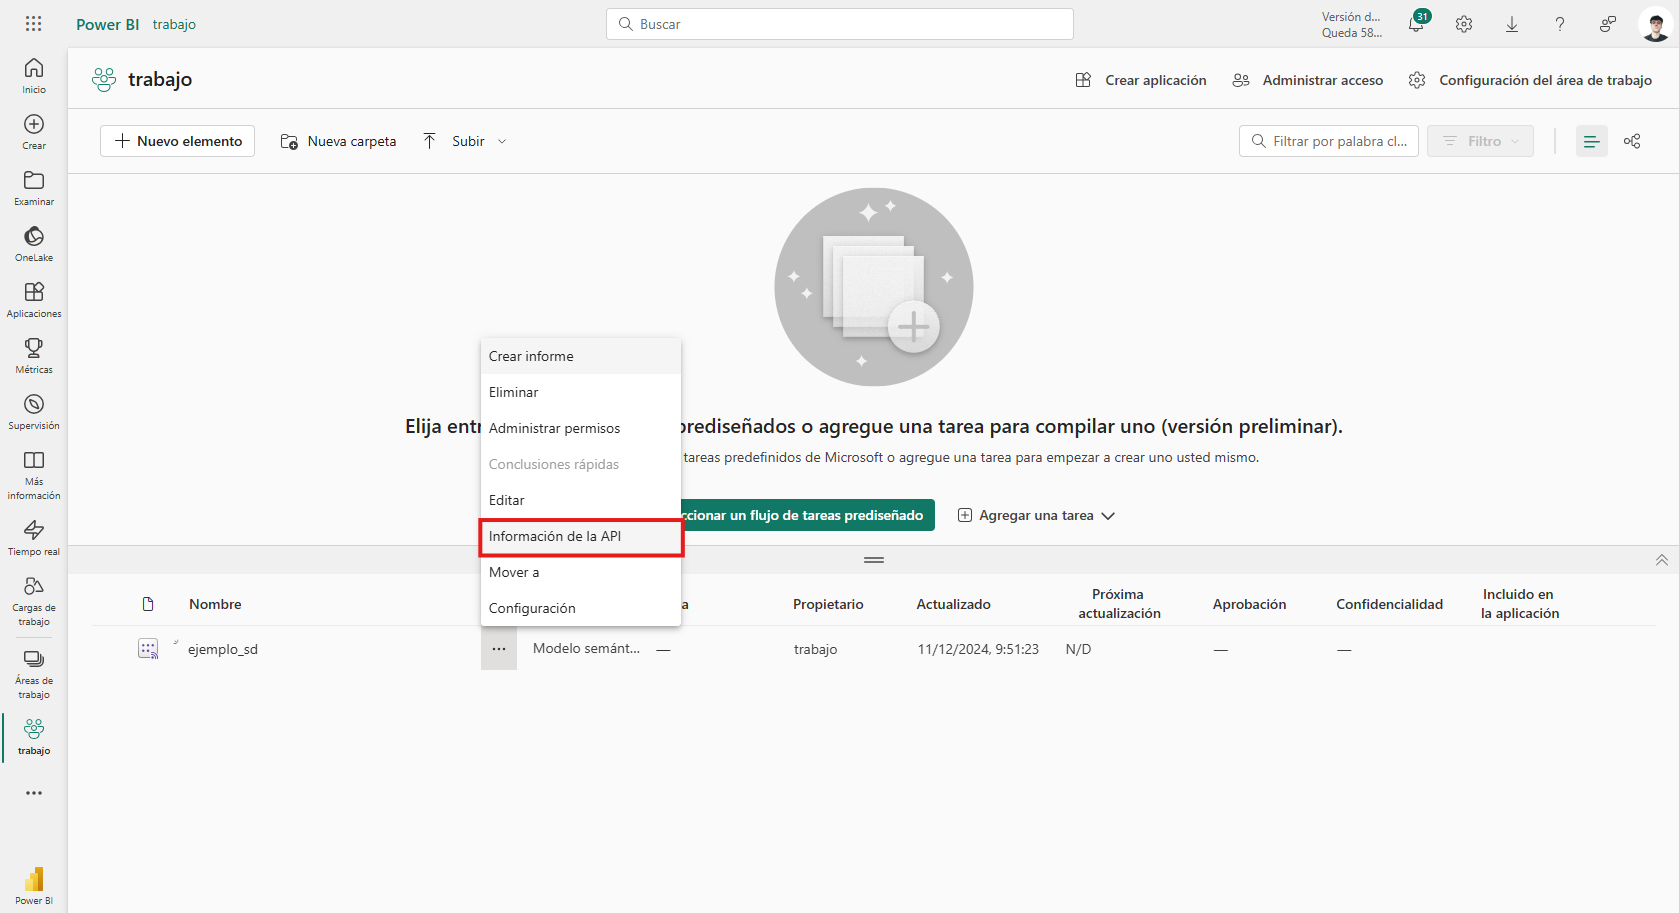 Power BI trabajo
Buscar
Versión d...
Queda 58...
31
Inicio
Crear
Examinar
OneLake
Aplicaciones
Métricas
Supervisión
Más
información
Tiempo real
Cargas de
trabajo
Áreas de
trabajo
trabajo
Power BI
trabajo
Crear aplicación
Administrar acceso
Configuración del área de trabajo
Nuevo elemento
Nueva carpeta
Subir
Filtrar por palabra cl...
Filtro
Crear informe
Eliminar
Administrar permisos
Conclusiones rápidas
Editar
Información de la API
Mover a
Configuración
Elija entr
prediseñados o agregue una tarea para compilar uno (versión preliminar).
tareas predefinidos de Microsoft o agregue una tarea para empezar a crear uno usted mismo.
ccionar un flujo de tareas prediseñado
Agregar una tarea
Nombre
a
Propietario
Actualizado
Próxima
actualización
Aprobación
Confidencialidad
Incluido en
la aplicación
ejemplo_sd
...
Modelo semánt...
—
trabajo
11/12/2024, 9:51:23
N/D
—
—